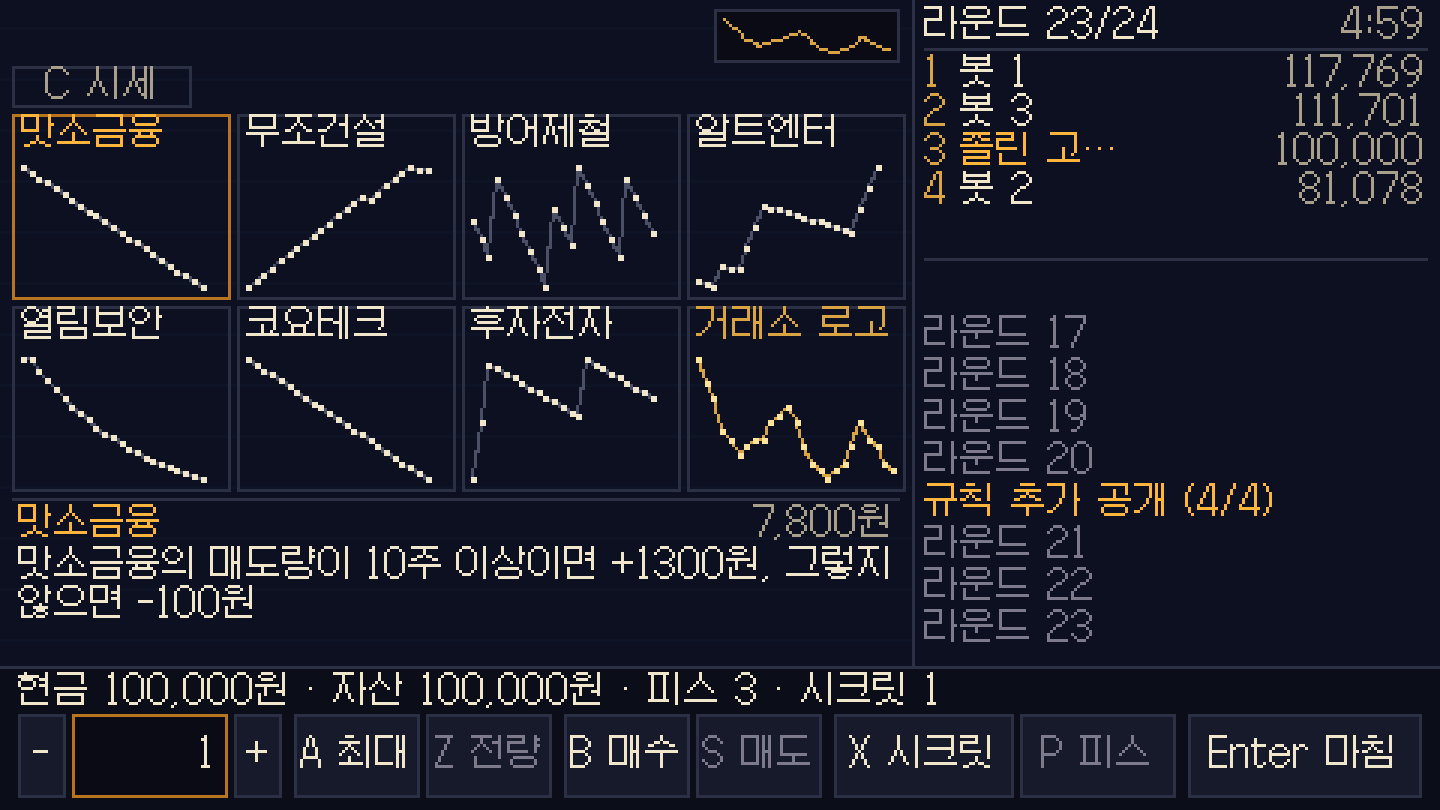 C 시세
맛소금융
무조건설
방어제철
알트엔터
열림보안
코요테크
후자전자
거래소 로고
맛소금융 7,800원
맛소금융의 매도량이 10주 이상이면 +1300원, 그렇지
않으면 -100원
라운드 23/24 4:59
1 봇 1 117,769
2 봇 3 111,701
3 졸린 고… 100,000
4 봇 2 81,078
라운드 17
라운드 18
라운드 19
라운드 20
규칙 추가 공개 (4/4)
라운드 21
라운드 22
라운드 23
현금 100,000원 · 자산 100,000원 · 피스 3 · 시크릿 1
- 1 + A 최대 Z 전량 B 매수 S 매도 X 시크릿 P 피스 Enter 마침